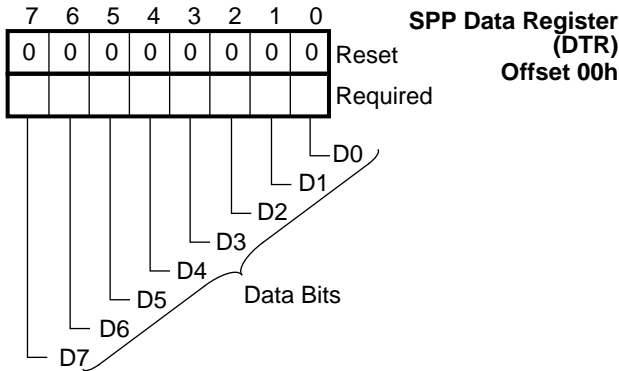 7 6 5 4 3 2 1 0
SPP Data Register
(DTR)
Offset 00h
0 0 0 0 0 0 0 0 Reset
Required
D0
D1
D2
D3
D4
D5
D6
D7
Data Bits